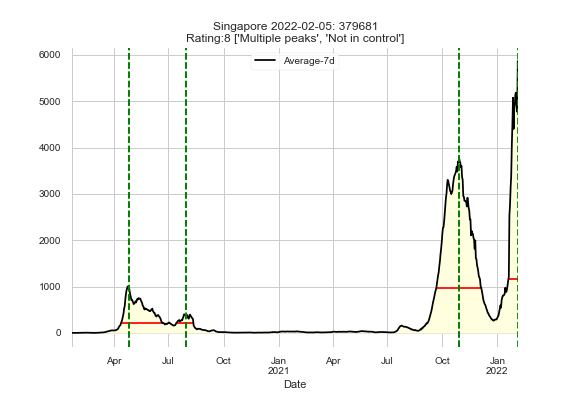 Singapore 2022-02-05: 379681
Rating:8 ['Multiple peaks', 'Not in control']
Average-7d
6000
5000
4000
3000
2000
1000
0
Apr Jul Oct Jan Apr Jul Oct Jan
2021 2022
Date